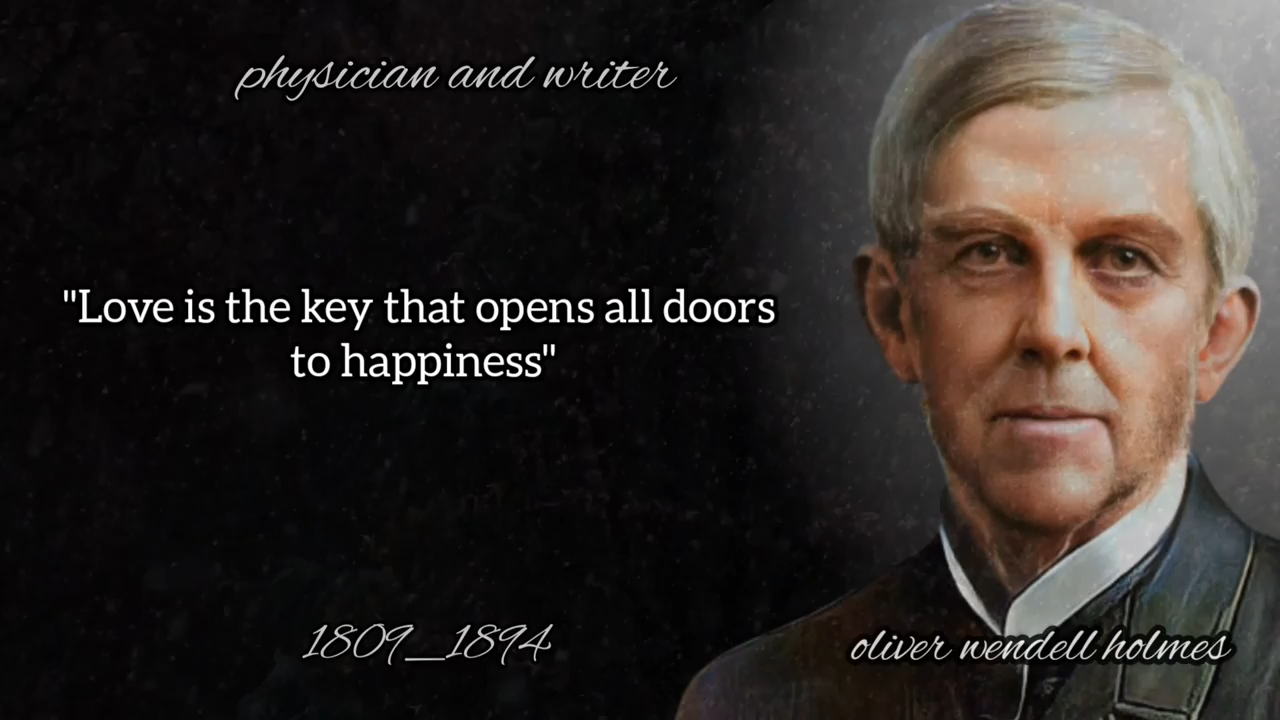 physician and writer
"Love is the key that opens all doors
to happiness"
1809_1894
oliver wendell holmes